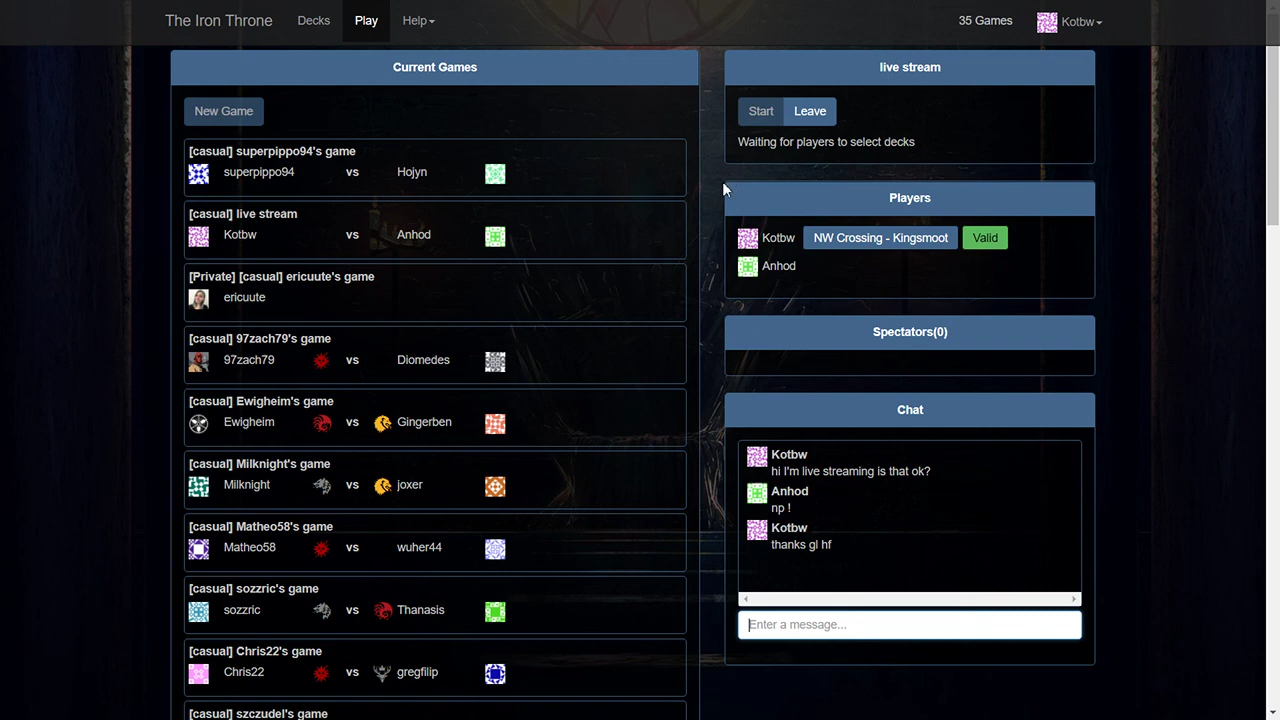 The Iron Throne Decks Play Help 35 Games Kotbw
Current Games
New Game
[casual] superpippo94's game
superpippo94 vs Hojyn
[casual] live stream
Kotbw vs Anhod
[Private] [casual] ericuute's game
ericuute
[casual] 97zach79's game
97zach79 vs Diomedes
[casual] Ewigheim's game
Ewigheim vs Gingerben
[casual] Milknight's game
Milknight vs joxer
[casual] Matheo58's game
Matheo58 vs wuher44
[casual] sozzric's game
sozzric vs Thanasis
[casual] Chris22's game
Chris22 vs gregfilip
[casual] szczudel's game
live stream
Start Leave
Waiting for players to select decks
Players
Kotbw NW Crossing - Kingsmoot Valid
Anhod
Spectators(0)
Chat
Kotbw
hi I'm live streaming is that ok?
Anhod
np !
Kotbw
thanks gl hf
Enter a message...